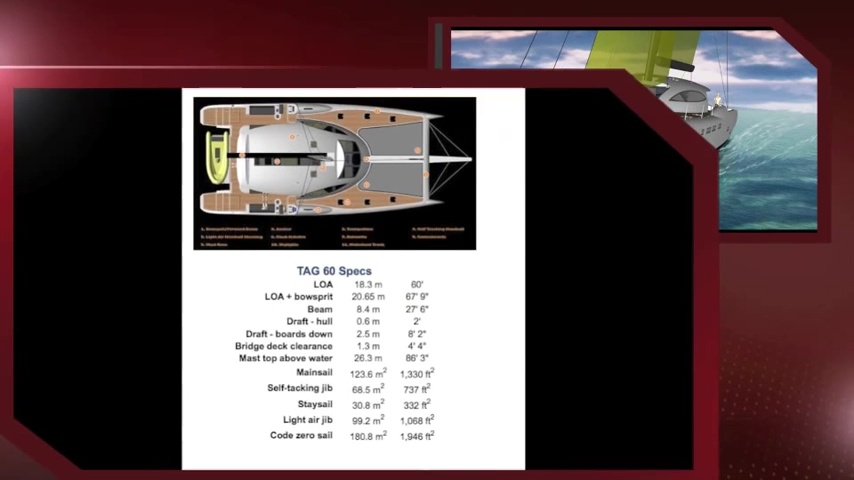 TAG 60 Specs
LOA 18.3 m 60'
LOA + bowsprit 20.65 m 67' 9"
Beam 8.4 m 27' 6"
Draft - hull 0.6 m 2'
Draft - boards down 2.5 m 8' 2"
Bridge deck clearance 1.3 m 4' 4"
Mast top above water 26.3 m 86' 3"
Mainsail 123.6 m² 1,330 ft²
Self-tacking jib 68.5 m² 737 ft²
Staysail 30.8 m² 332 ft²
Light air jib 99.2 m² 1,068 ft²
Code zero sail 180.8 m² 1,946 ft²